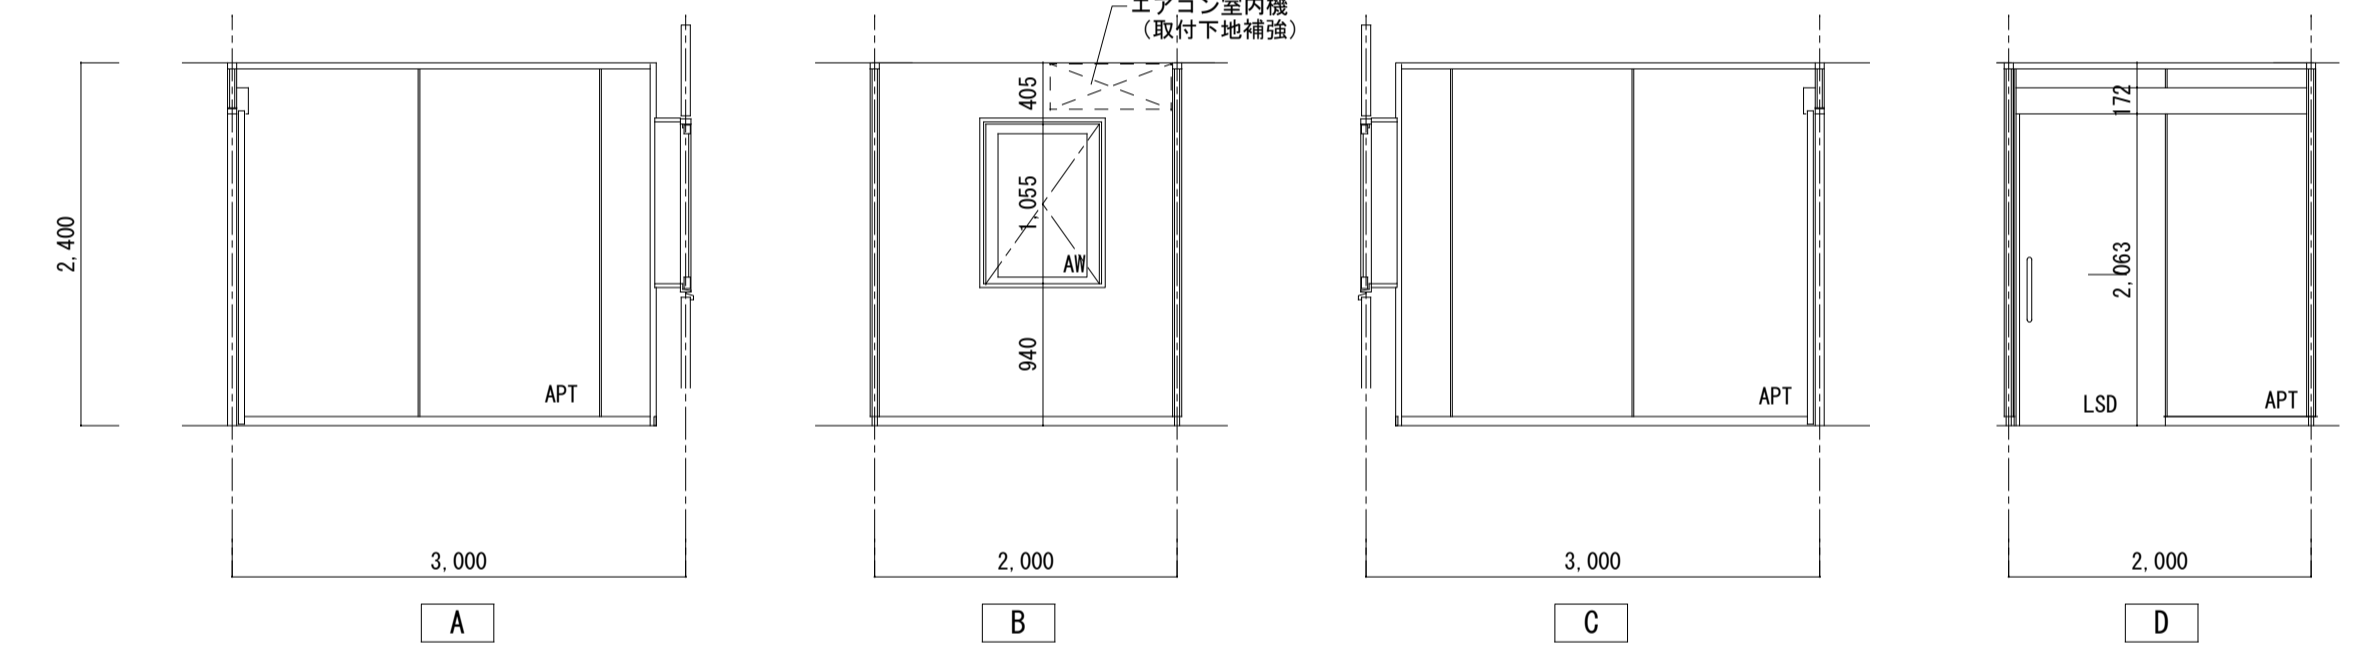 エアコン室内機
（取付下地補強）
2,400
APT
3,000
A
405
1,055
AW
940
2,000
B
APT
3,000
C
172
2,063
LSD
APT
2,000
D